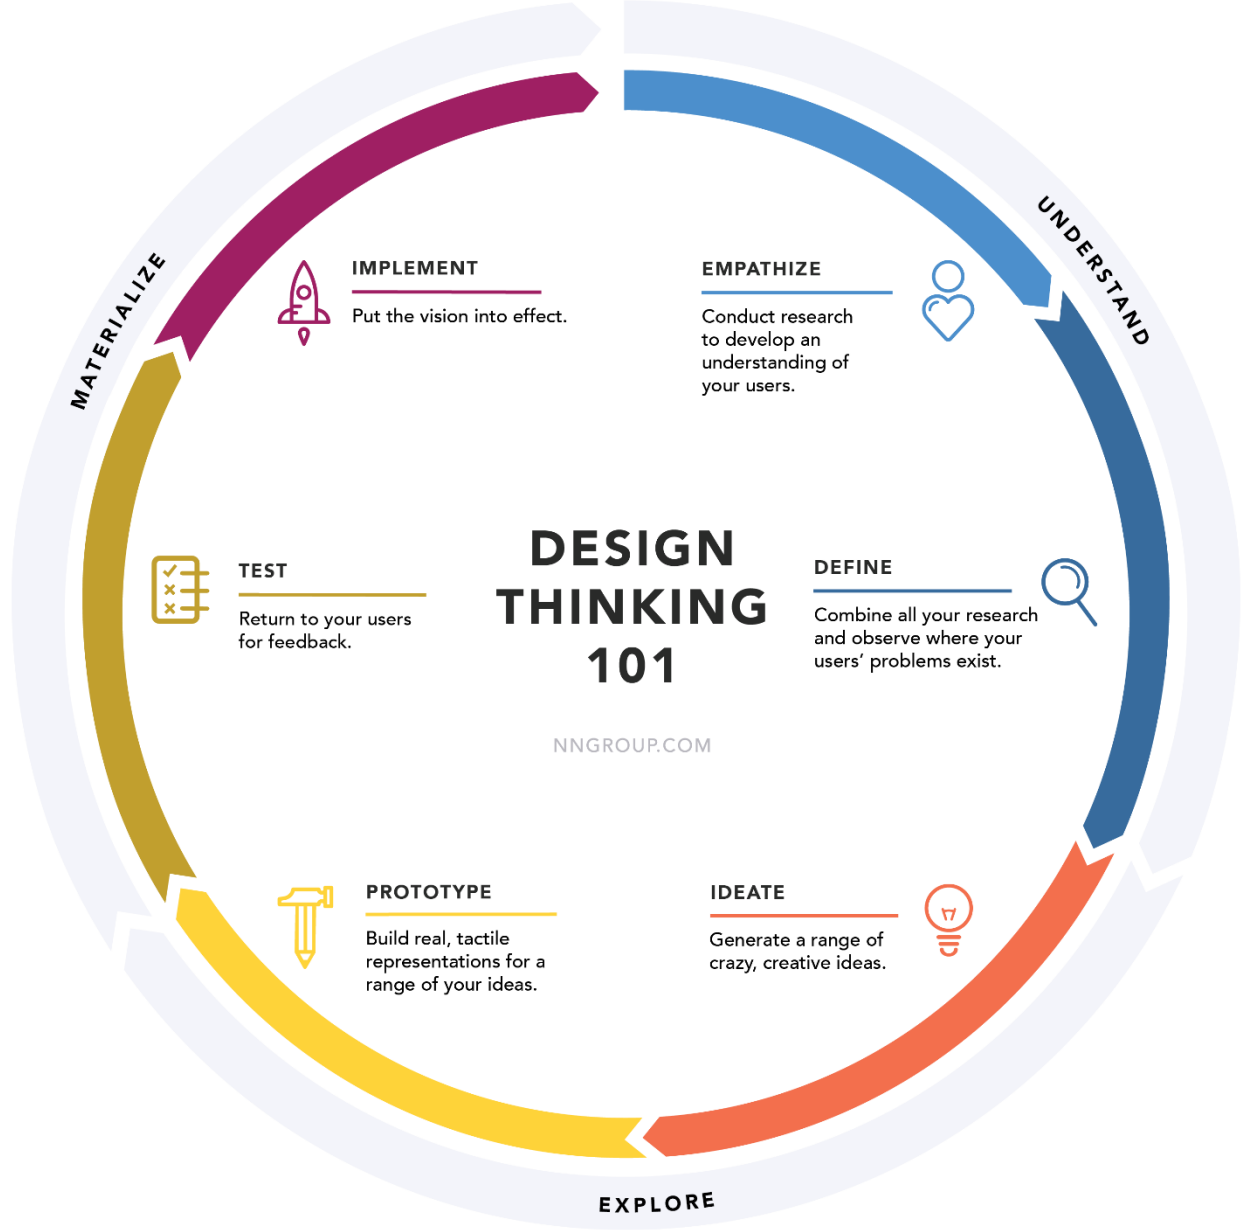 DESIGN
THINKING
101
NNGROUP.COM
UNDERSTAND
EMPATHIZE
Conduct research
to develop an
understanding of
your users.
DEFINE
Combine all your research
and observe where your
users’ problems exist.
EXPLORE
IDEATE
Generate a range of
crazy, creative ideas.
PROTOTYPE
Build real, tactile
representations for a
range of your ideas.
MATERIALIZE
TEST
Return to your users
for feedback.
IMPLEMENT
Put the vision into effect.